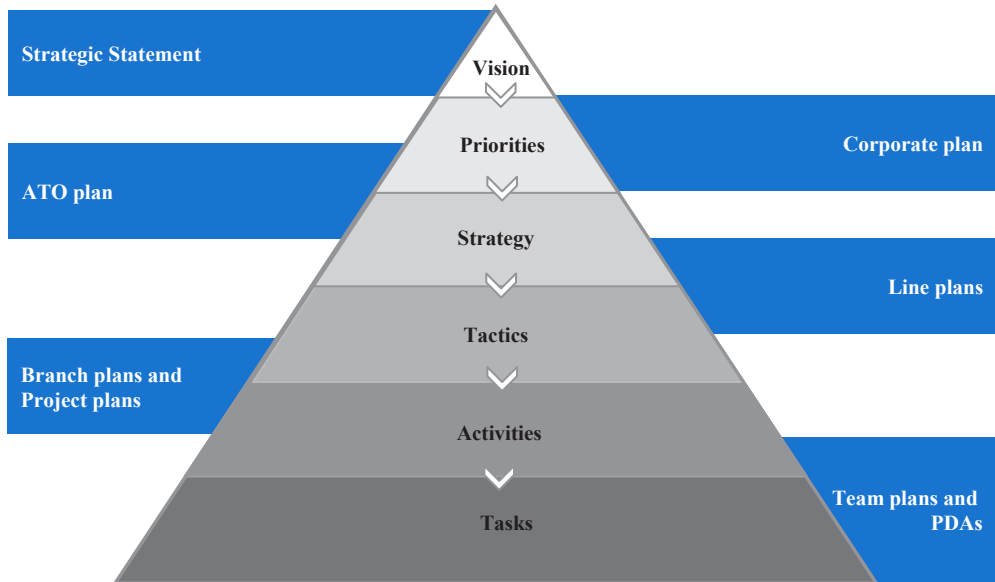 Strategic Statement
Vision
Priorities
Corporate plan
ATO plan
Strategy
Line plans
Tactics
Branch plans and
Project plans
Activities
Team plans and
PDAs
Tasks